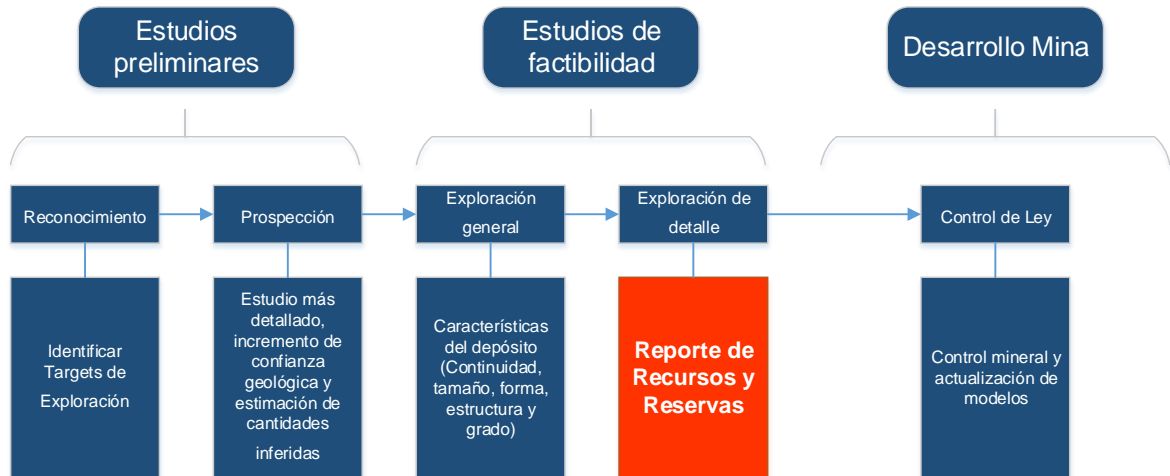 Estudios
preliminares
Estudios de
factibilidad
Desarrollo Mina
Reconocimiento
Prospección
Exploración
general
Exploración de
detalle
Control de Ley
Identificar
Targets de
Exploración
Estudio más
detallado,
incremento de
confianza
geológica y
estimación de
cantidades
inferidas
Características
del depósito
(Continuidad,
tamaño, forma,
estructura y
grado)
Reporte de
Recursos y
Reservas
Control mineral y
actualización de
modelos